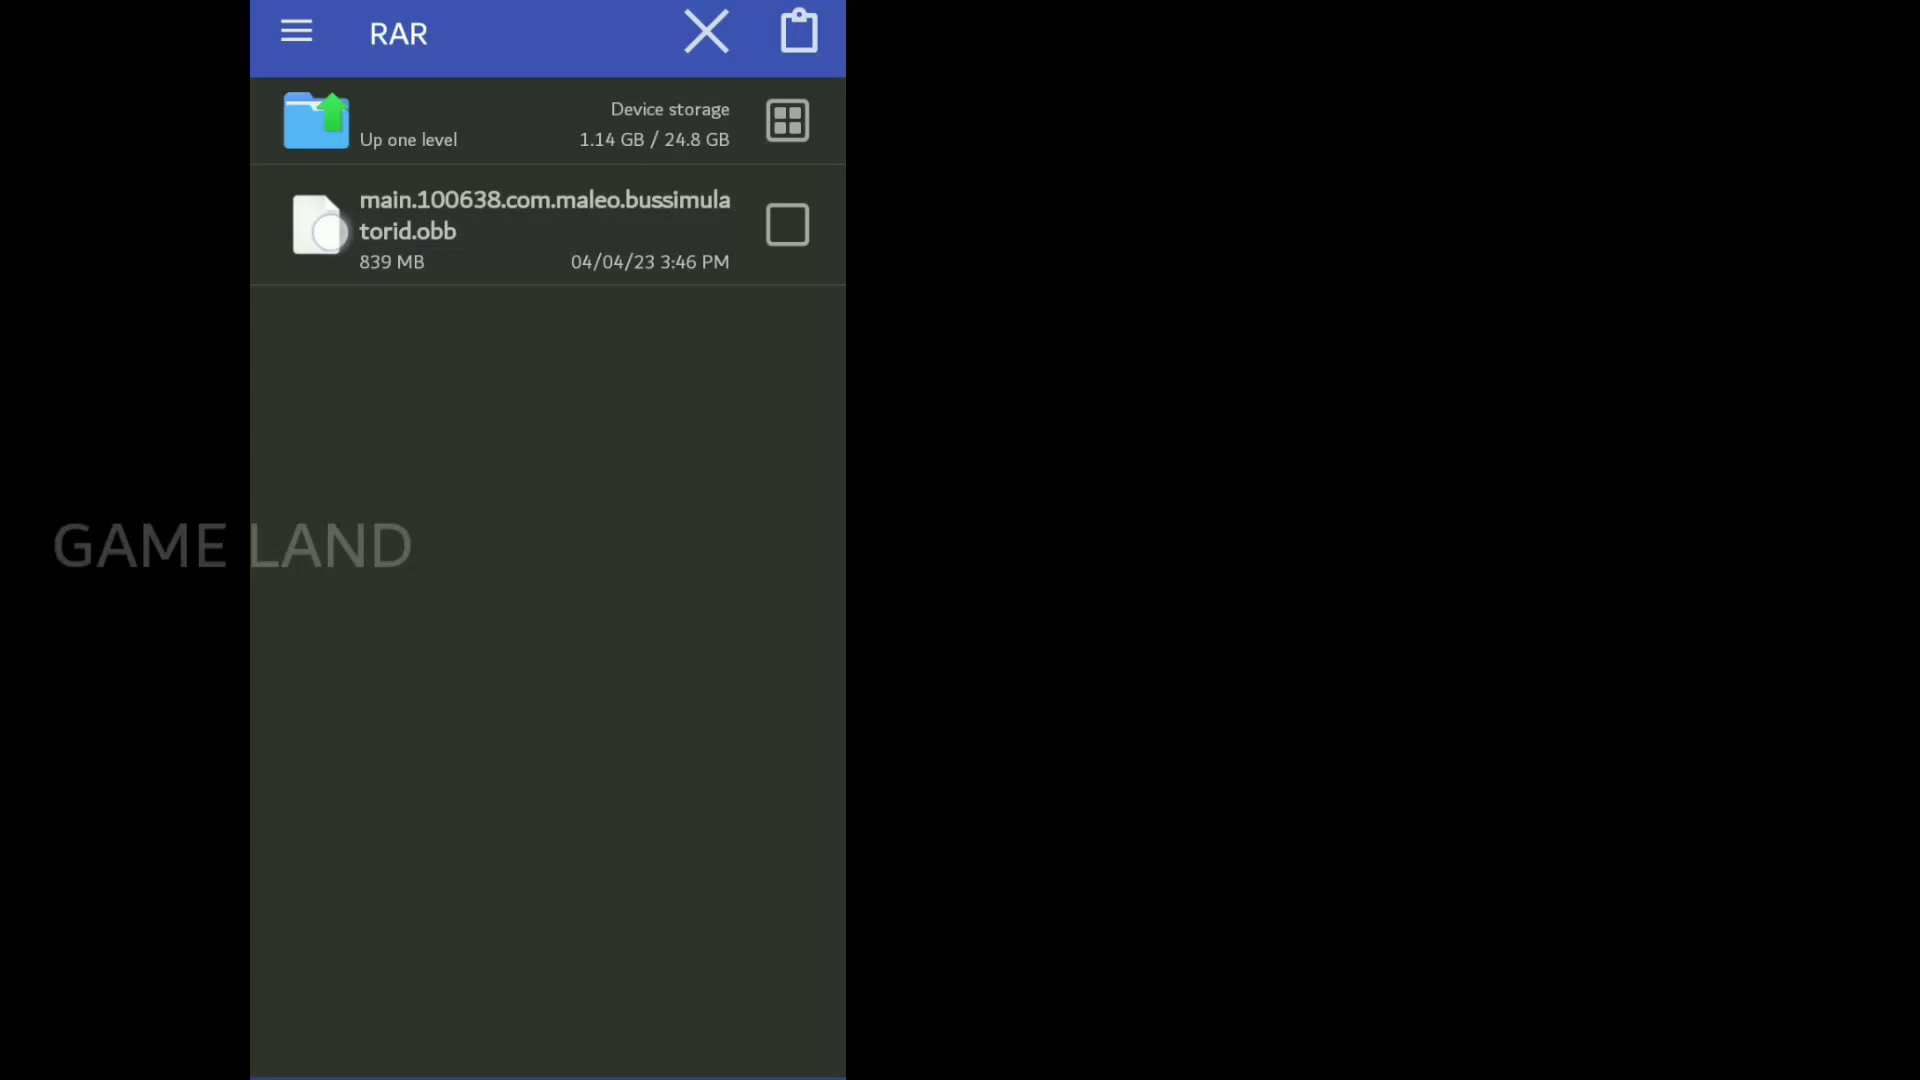 RAR
Device storage
Up one level
1.14 GB / 24.8 GB
main.100638.com.maleo.bussimula
torid.obb
839 MB
04/04/23 3:46 PM
GAME LAND